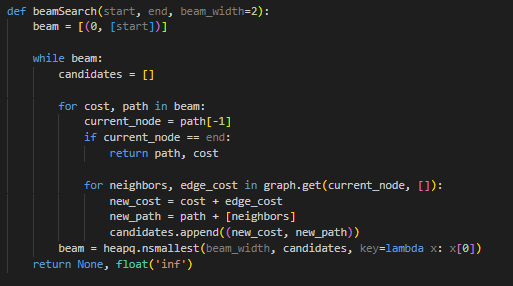 def beamSearch(start, end, beam_width=2):
    beam = [(0, [start])]

    while beam:
        candidates = []

        for cost, path in beam:
            current_node = path[-1]
            if current_node == end:
                return path, cost

            for neighbors, edge_cost in graph.get(current_node, []):
                new_cost = cost + edge_cost
                new_path = path + [neighbors]
                candidates.append((new_cost, new_path))
        beam = heapq.nsmallest(beam_width, candidates, key=lambda x: x[0])
    return None, float('inf')